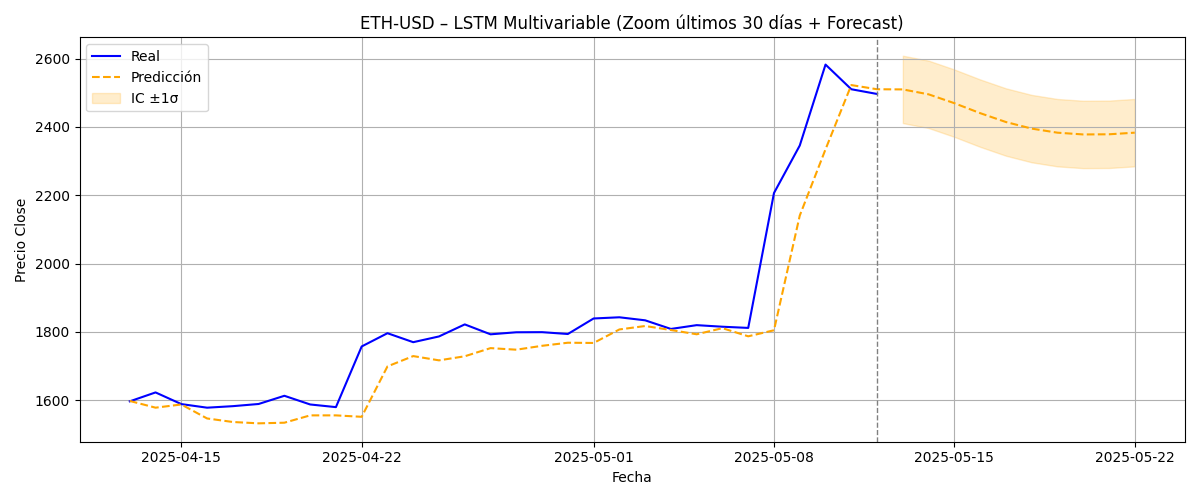 ETH-USD – LSTM Multivariable (Zoom últimos 30 días + Forecast)
Real
Predicción
IC ±1σ
Precio Close
2600
2400
2200
2000
1800
1600
2025-04-15
2025-04-22
2025-05-01
2025-05-08
2025-05-15
2025-05-22
Fecha